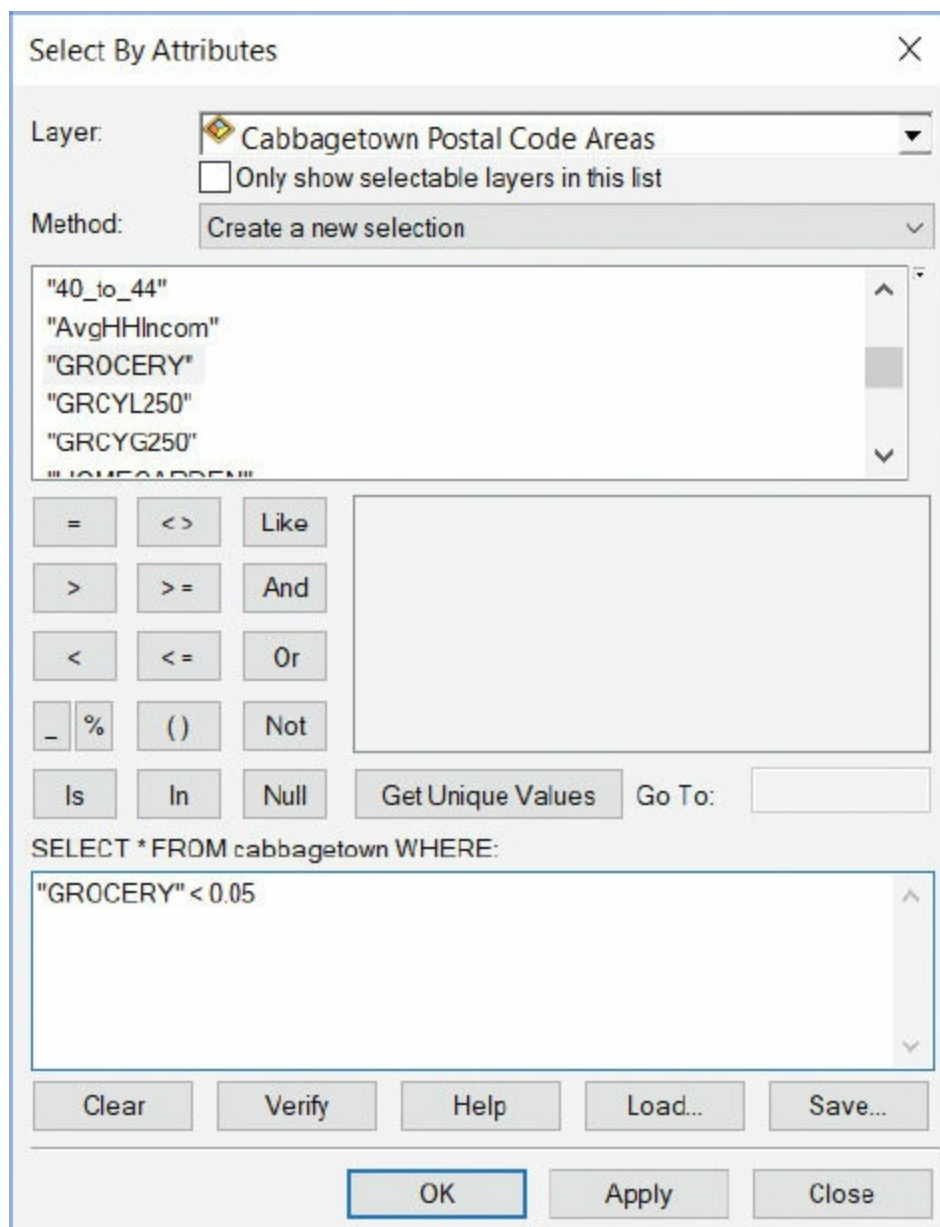 Select By Attributes
Layer: Cabbagetown Postal Code Areas
Only show selectable layers in this list
Method: Create a new selection
"40_to_44"
"AvgHHIncom"
"GROCERY"
"GRCYL250"
"GRCYG250"
"HOMEGARDEN"
= < > Like
> > = And
< < = Or
_ % ( ) Not
Is In Null Get Unique Values Go To:
SELECT * FROM cabbagetown WHERE:
"GROCERY" < 0.05
Clear Verify Help Load... Save...
OK Apply Close